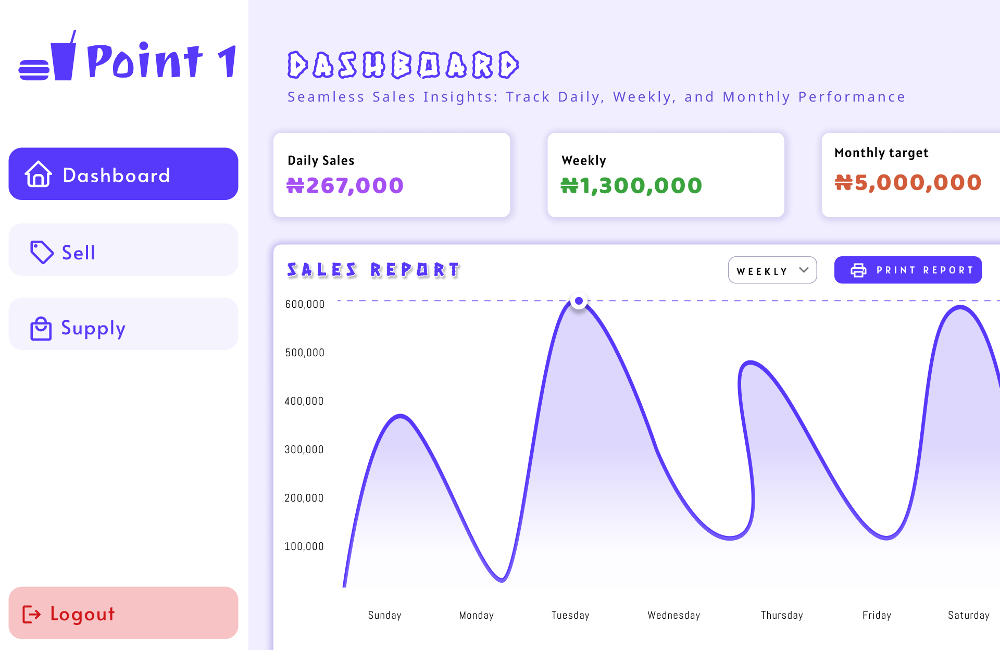 Point 1
Dashboard
Sell
Supply
Logout
DASHBOARD
Seamless Sales Insights: Track Daily, Weekly, and Monthly Performance
Daily Sales
₦267,000
Weekly
₦1,300,000
Monthly target
₦5,000,000
SALES REPORT
WEEKLY
PRINT REPORT
600,000
500,000
400,000
300,000
200,000
100,000
Sunday Monday Tuesday Wednesday Thursday Friday Saturday